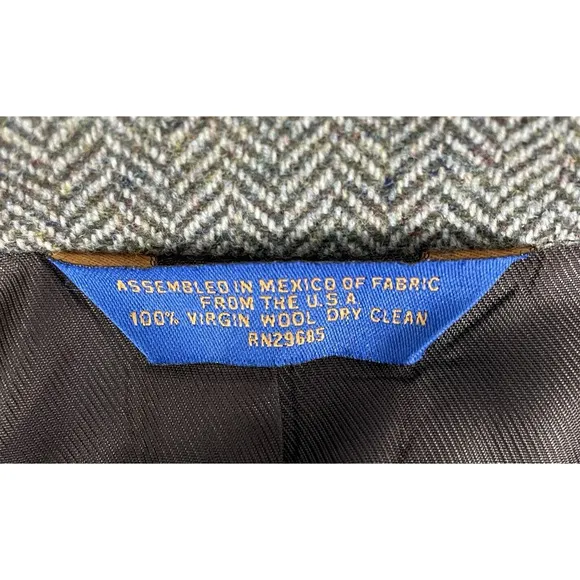 ASSEMBLED IN MEXICO OF FABRIC
FROM THE U.S.A
100% VIRGIN WOOL DRY CLEAN
RN29685